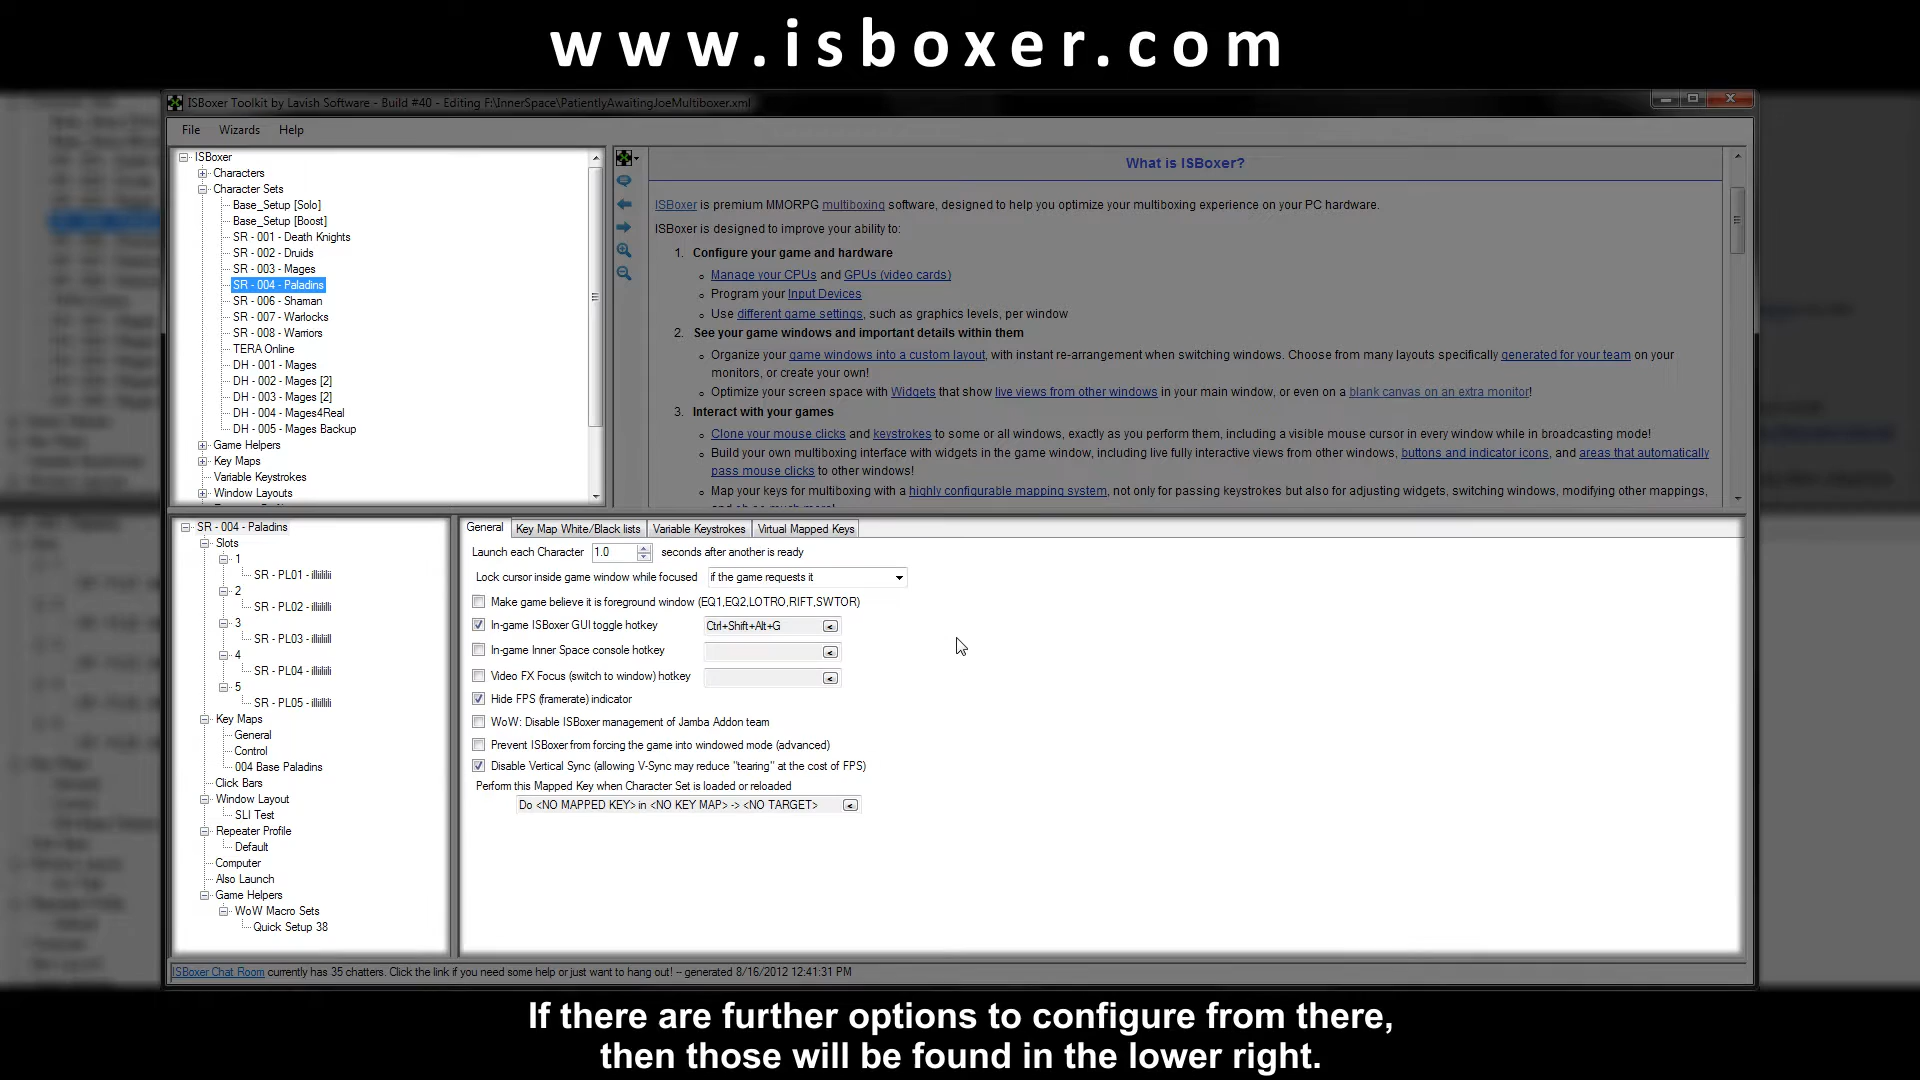 www.isboxer.com
ISBoxer Toolkit by Lavish Software - Build #40 - Editing F:\InnerSpace\PatientlyAwaitingJoeMultiboxer.xml
File Wizards Help
ISBoxer
Characters
Character Sets
Base_Setup [Solo]
Base_Setup [Boost]
SR - 001 - Death Knights
SR - 002 - Druids
SR - 003 - Mages
SR - 004 - Paladins
SR - 006 - Shaman
SR - 007 - Warlocks
SR - 008 - Warriors
TERA Online
DH - 001 - Mages
DH - 002 - Mages [2]
DH - 003 - Mages [2]
DH - 004 - Mages4Real
DH - 005 - Mages Backup
Game Helpers
Key Maps
Variable Keystrokes
Window Layouts
What is ISBoxer?
ISBoxer is premium MMORPG multiboxing software, designed to help you optimize your multiboxing experience on your PC hardware.
ISBoxer is designed to improve your ability to:
1. Configure your game and hardware
Manage your CPUs and GPUs (video cards)
Program your Input Devices
Use different game settings, such as graphics levels, per window
2. See your game windows and important details within them
Organize your game windows into a custom layout, with instant re-arrangement when switching windows. Choose from many layouts specifically generated for your team on your
monitors, or create your own!
Optimize your screen space with Widgets that show live views from other windows in your main window, or even on a blank canvas on an extra monitor!
3. Interact with your games
Clone your mouse clicks and keystrokes to some or all windows, exactly as you perform them, including a visible mouse cursor in every window while in broadcasting mode!
Build your own multiboxing interface with widgets in the game window, including live fully interactive views from other windows, buttons and indicator icons, and areas that automatically
pass mouse clicks to other windows!
Map your keys for multiboxing with a highly configurable mapping system, not only for passing keystrokes but also for adjusting widgets, switching windows, modifying other mappings,
SR - 004 - Paladins
Slots
1
SR - PL01 -
2
SR - PL02 -
3
SR - PL03 -
4
SR - PL04 -
5
SR - PL05 -
Key Maps
General
Control
004 Base Paladins
Click Bars
Window Layout
SLI Test
Repeater Profile
Default
Computer
Also Launch
Game Helpers
WoW Macro Sets
Quick Setup 38
General Key Map White/Black lists Variable Keystrokes Virtual Mapped Keys
Launch each Character 1.0 seconds after another is ready
Lock cursor inside game window while focused if the game requests it
Make game believe it is foreground window (EQ1,EQ2,LOTRO,RIFT,SWTOR)
In-game ISBoxer GUI toggle hotkey Ctrl+Shift+Alt+G <
In-game Inner Space console hotkey <
Video FX Focus (switch to window) hotkey <
Hide FPS (framerate) indicator
WoW: Disable ISBoxer management of Jamba Addon team
Prevent ISBoxer from forcing the game into windowed mode (advanced)
Disable Vertical Sync (allowing V-Sync may reduce "tearing" at the cost of FPS)
Perform this Mapped Key when Character Set is loaded or reloaded
Do <NO MAPPED KEY> in <NO KEY MAP> -> <NO TARGET> <
ISBoxer Chat Room currently has 35 chatters. Click the link if you need some help or just want to hang out! -- generated 8/16/2012 12:41:31 PM
If there are further options to configure from there,
then those will be found in the lower right.